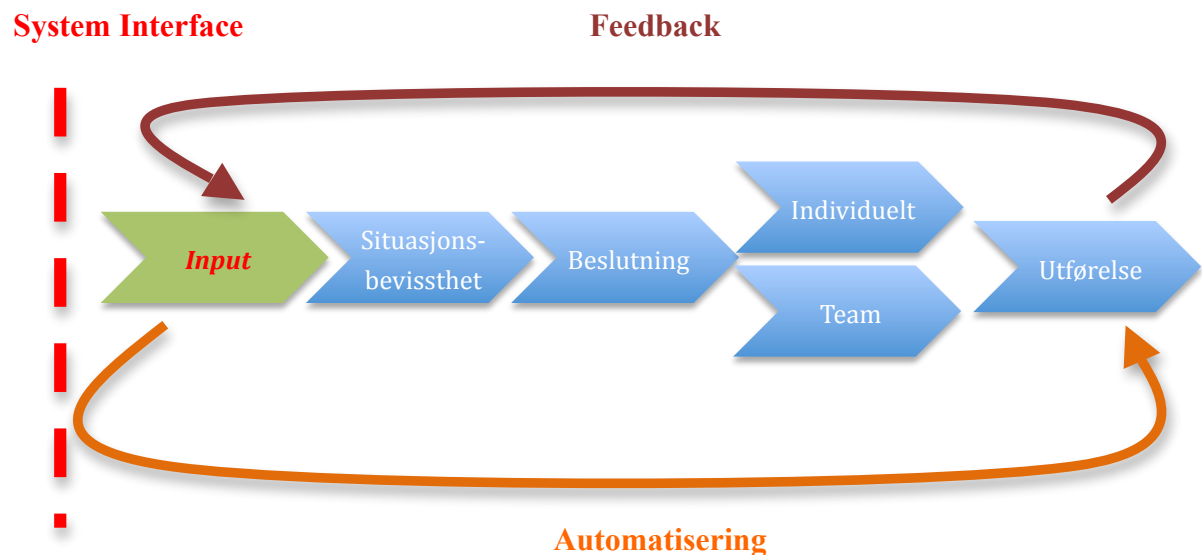 System Interface
Feedback
Input
Situasjons-
bevissthet
Beslutning
Individuelt
Team
Utførelse
Automatisering